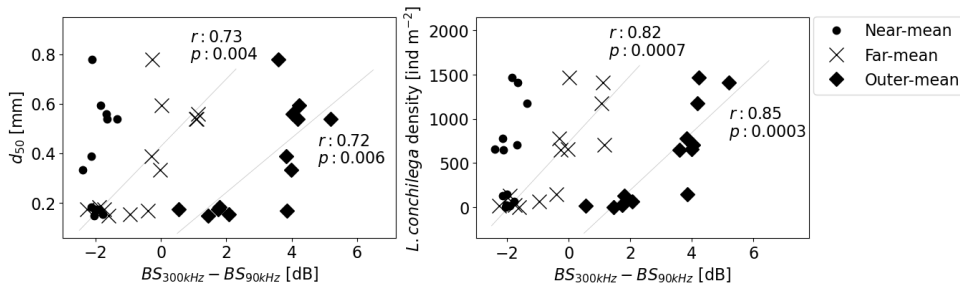 r : 0.73
p : 0.004
r : 0.72
p : 0.006
0.8
0.6
0.4
0.2
d50 [mm]
−2 0 2 4 6
BS300kHz − BS90kHz [dB]
r : 0.82
p : 0.0007
r : 0.85
p : 0.0003
2000
1500
1000
500
0
L. conchilega density [ind m−2]
−2 0 2 4 6
BS300kHz − BS90kHz [dB]
Near-mean
Far-mean
Outer-mean